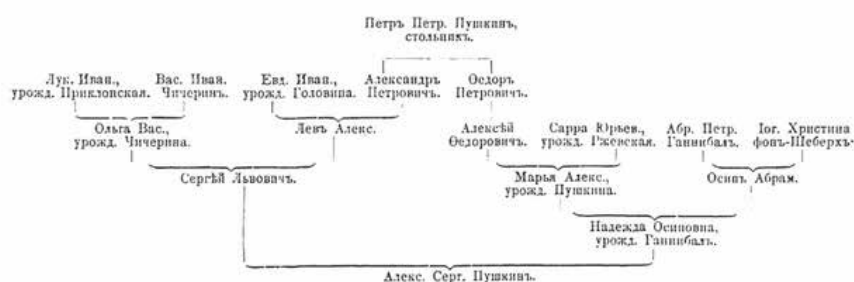 Петръ Петр. Пушкинъ,
стольникъ.
Лук. Иван., Вас. Иван. Евд. Иван., Александръ Ѳедоръ
урожд. Приклонская. Чичеринъ. урожд. Головина. Петровичъ. Петровичъ.
Ольга Вас., Левъ Алекс. Алексѣй Сарра Юрьев., Абр. Петр. Іог. Христина
урожд. Чичерина. Ѳедоровичъ. урожд. Ржевская. Ганнибалъ. фонъ-Шеберхъ-
Сергѣй Львовичъ. Марья Алекс., Осипъ Абрам.
урожд. Пушкина.
Надежда Осиповна,
урожд. Ганнибалъ.
Алекс. Серг. Пушкинъ.